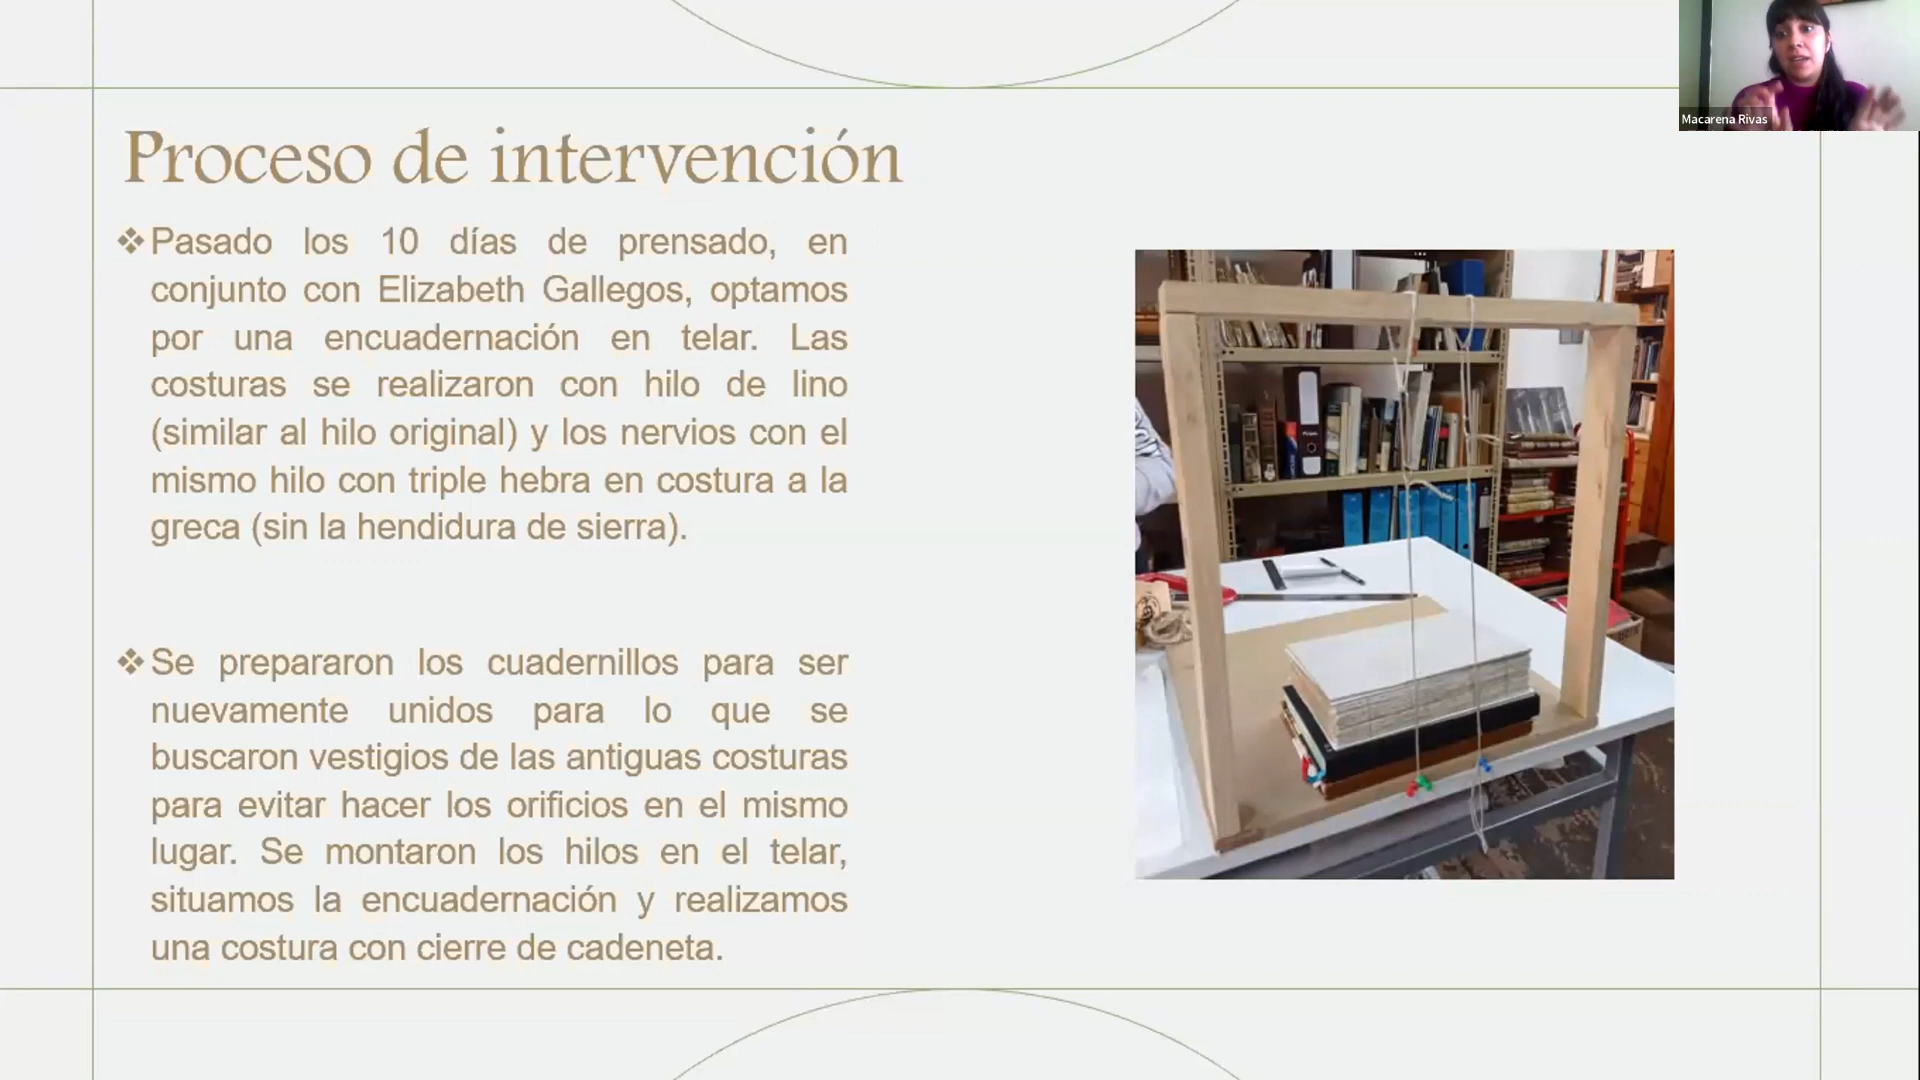 Macarena Rivas
Proceso de intervención
❖ Pasado los 10 días de prensado, en
conjunto con Elizabeth Gallegos, optamos
por una encuadernación en telar. Las
costuras se realizaron con hilo de lino
(similar al hilo original) y los nervios con el
mismo hilo con triple hebra en costura a la
greca (sin la hendidura de sierra).
❖ Se prepararon los cuadernillos para ser
nuevamente unidos para lo que se
buscaron vestigios de las antiguas costuras
para evitar hacer los orificios en el mismo
lugar. Se montaron los hilos en el telar,
situamos la encuadernación y realizamos
una costura con cierre de cadeneta.